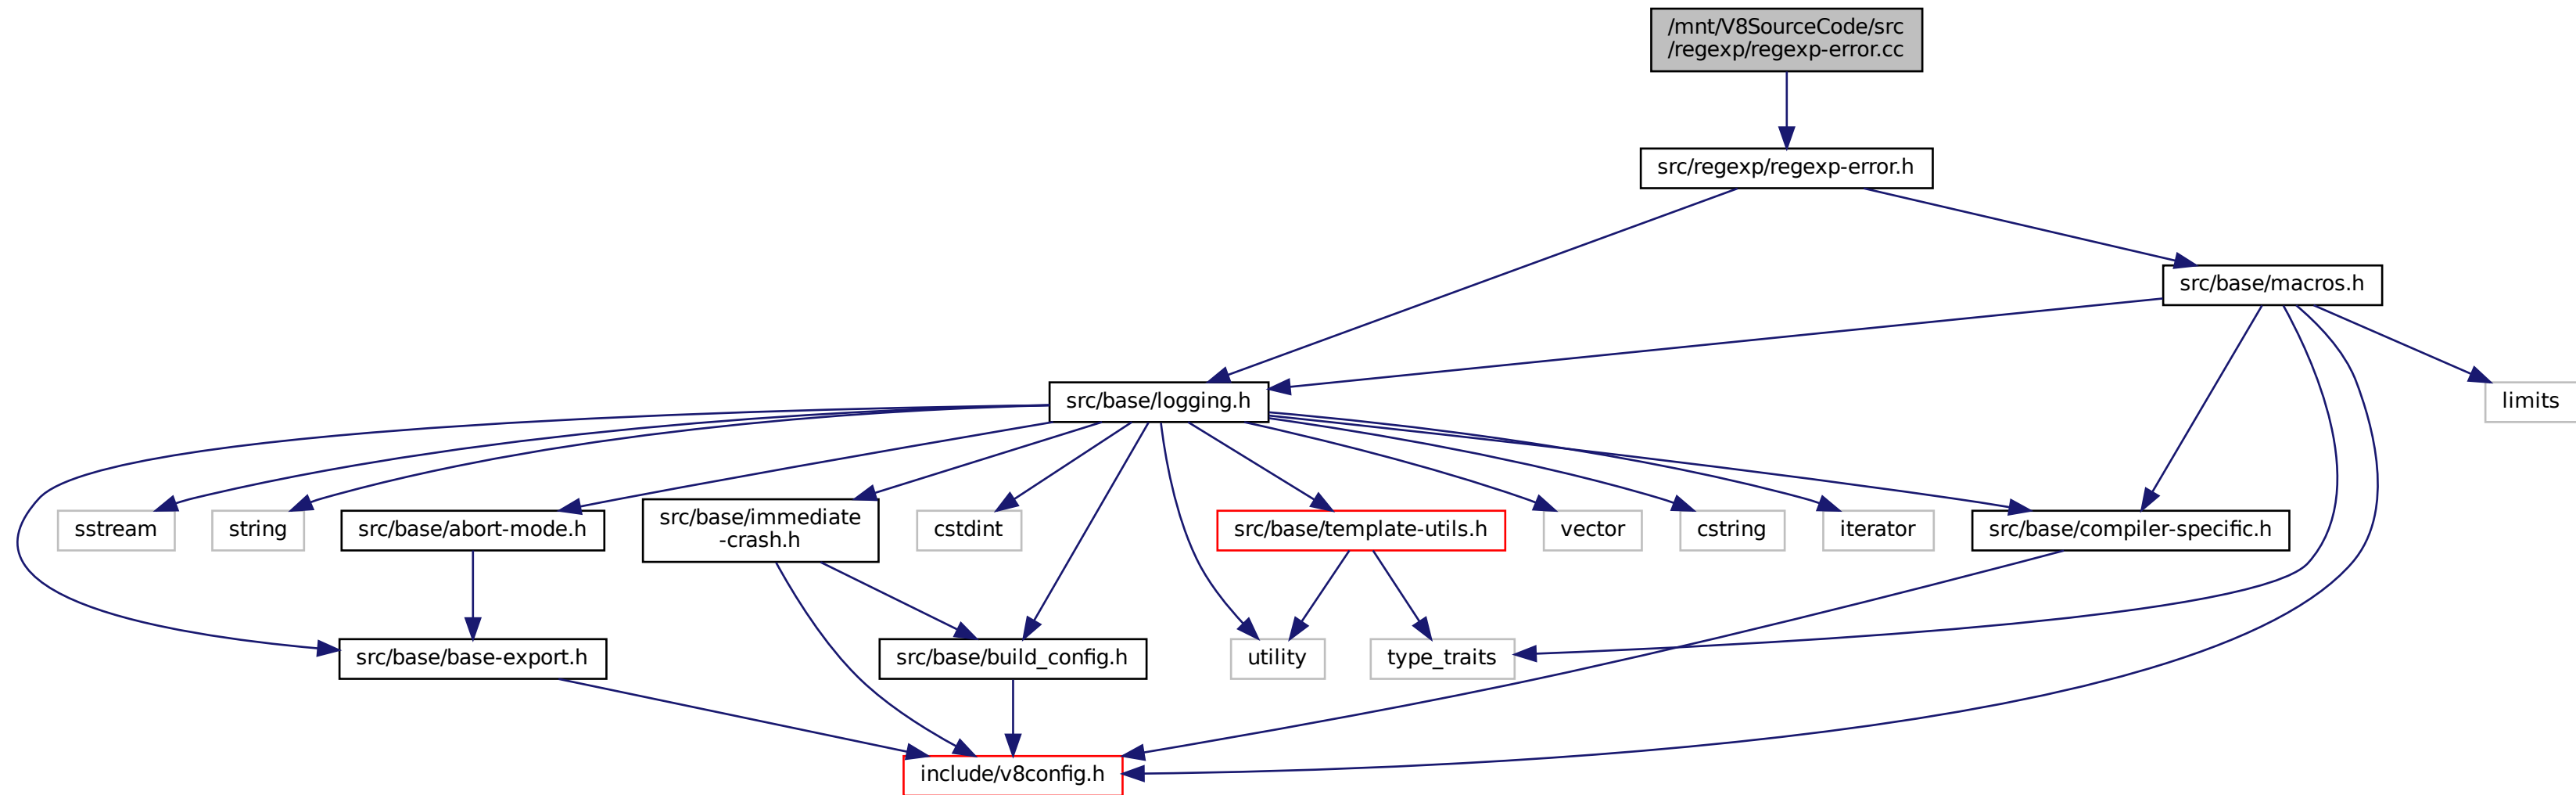 /mnt/V8SourceCode/src
/regexp/regexp-error.cc
src/regexp/regexp-error.h
src/base/macros.h
src/base/logging.h
limits
sstream
string
src/base/abort-mode.h
src/base/immediate
-crash.h
cstdint
src/base/template-utils.h
vector
cstring
iterator
src/base/compiler-specific.h
src/base/base-export.h
src/base/build_config.h
utility
type_traits
include/v8config.h